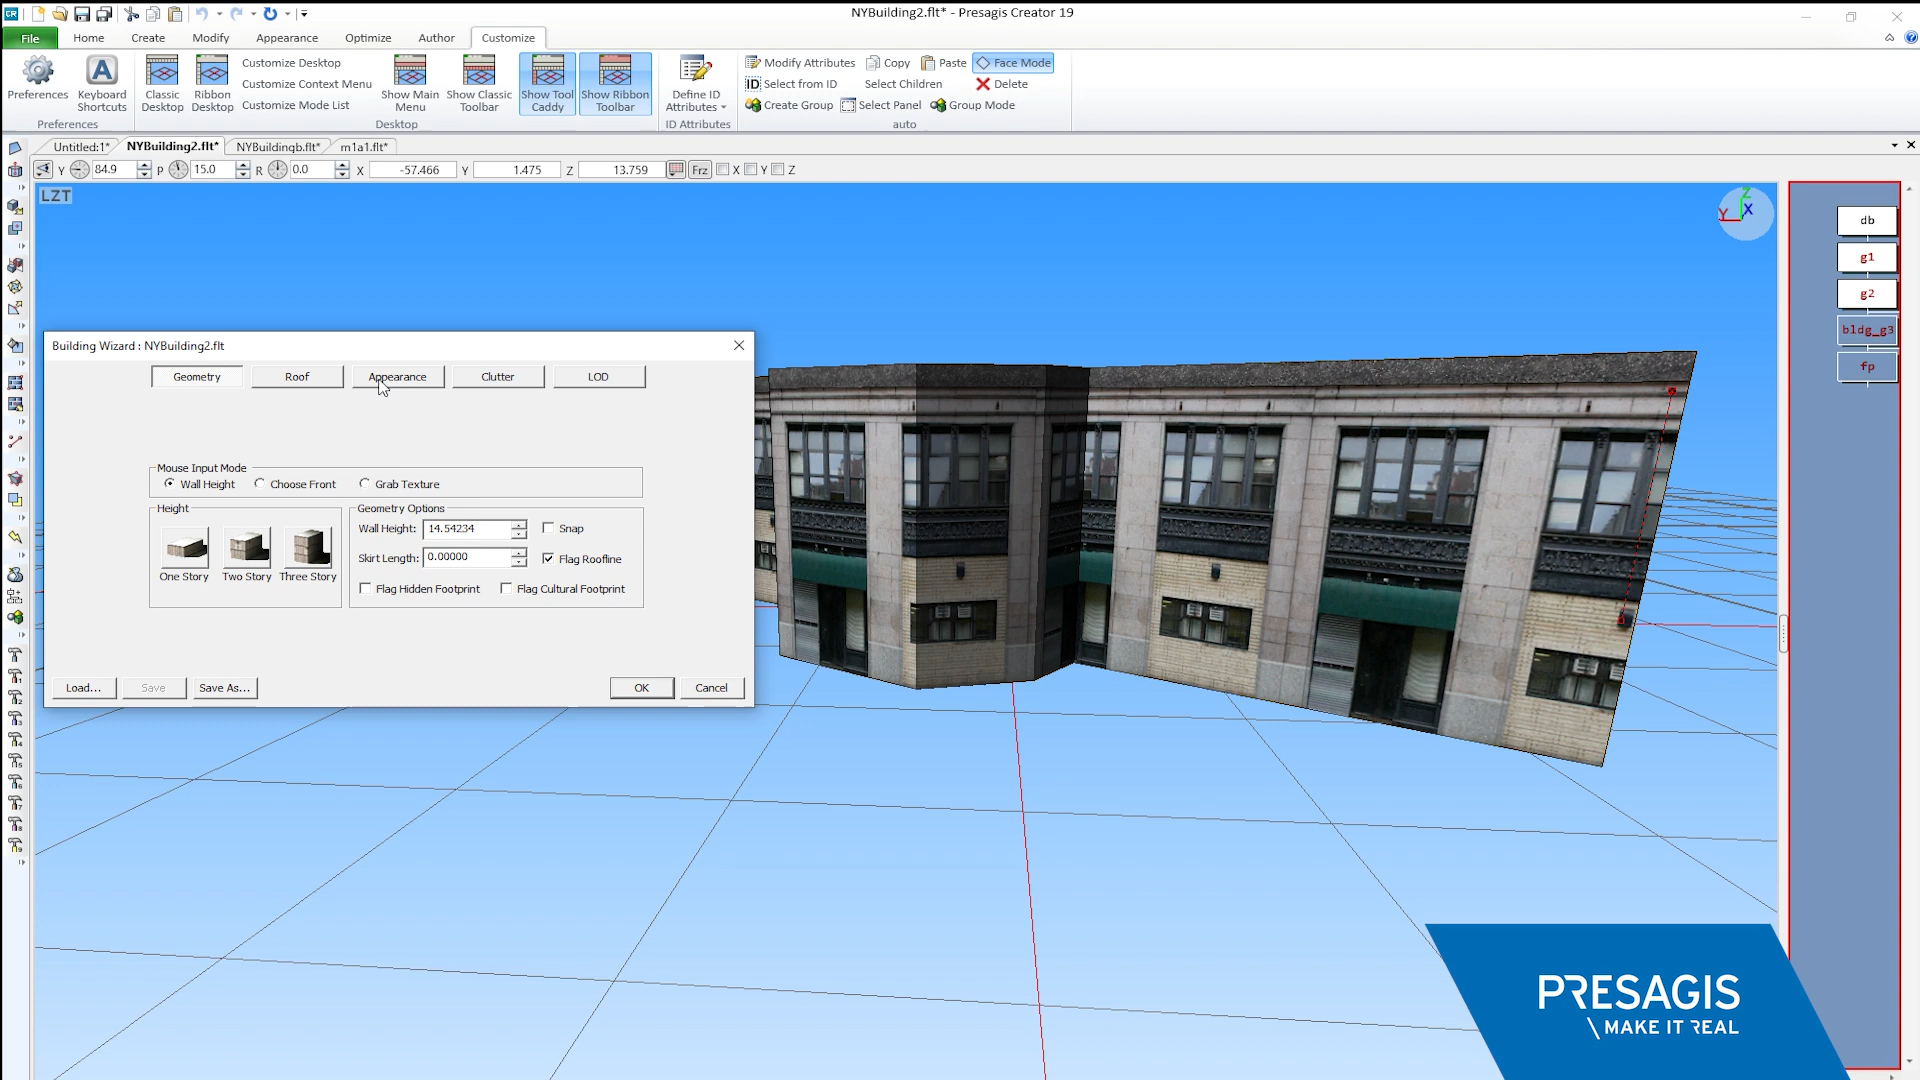 NYBuilding2.flt* - Presagis Creator 19
CR
File Home Create Modify Appearance Optimize Author Customize
Preferences
Keyboard Shortcuts
Preferences
Classic Desktop
Ribbon Desktop
Customize Desktop
Customize Context Menu
Customize Mode List
Show Main Menu
Show Classic Toolbar
Show Tool Caddy
Show Ribbon Toolbar
Desktop
Define ID Attributes
ID Attributes
Modify Attributes Copy Paste Face Mode
ID Select from ID Select Children Delete
Create Group Select Panel Group Mode
auto
Untitled:1* NYBuilding2.flt* NYBuildingb.flt* m1a1.flt*
Y 84.9 P 15.0 R 0.0 X -57.466 Y 1.475 Z 13.759 Frz X Y Z
LZT
Z
Y X
db
g1
g2
bldg_g3
fp
Building Wizard : NYBuilding2.flt
Geometry Roof Appearance Clutter LOD
Mouse Input Mode
Wall Height Choose Front Grab Texture
Height
One Story Two Story Three Story
Geometry Options
Wall Height: 14.54234 Snap
Skirt Length: 0.00000 Flag Roofline
Flag Hidden Footprint Flag Cultural Footprint
Load... Save Save As... OK Cancel
PRESAGIS
\ MAKE IT REAL